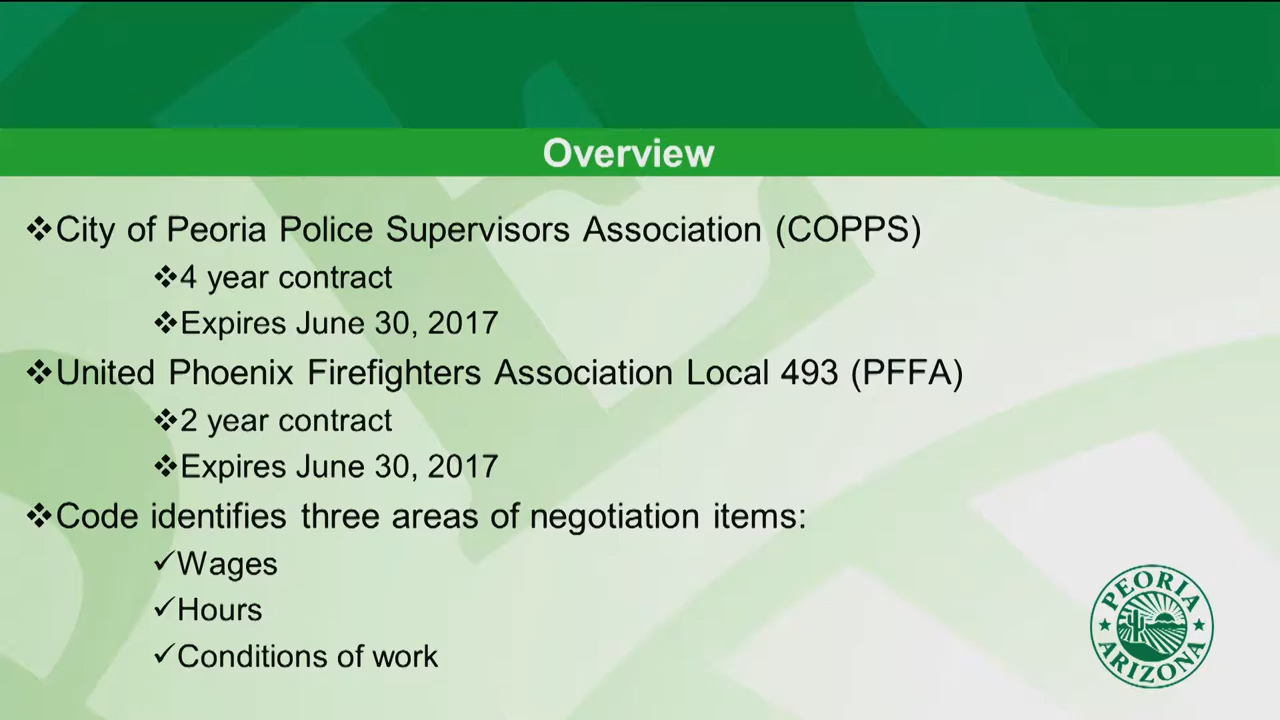 Overview
❖City of Peoria Police Supervisors Association (COPPS)
❖4 year contract
❖Expires June 30, 2017
❖United Phoenix Firefighters Association Local 493 (PFFA)
❖2 year contract
❖Expires June 30, 2017
❖Code identifies three areas of negotiation items:
✓Wages
✓Hours
✓Conditions of work
PEORIA
ARIZONA